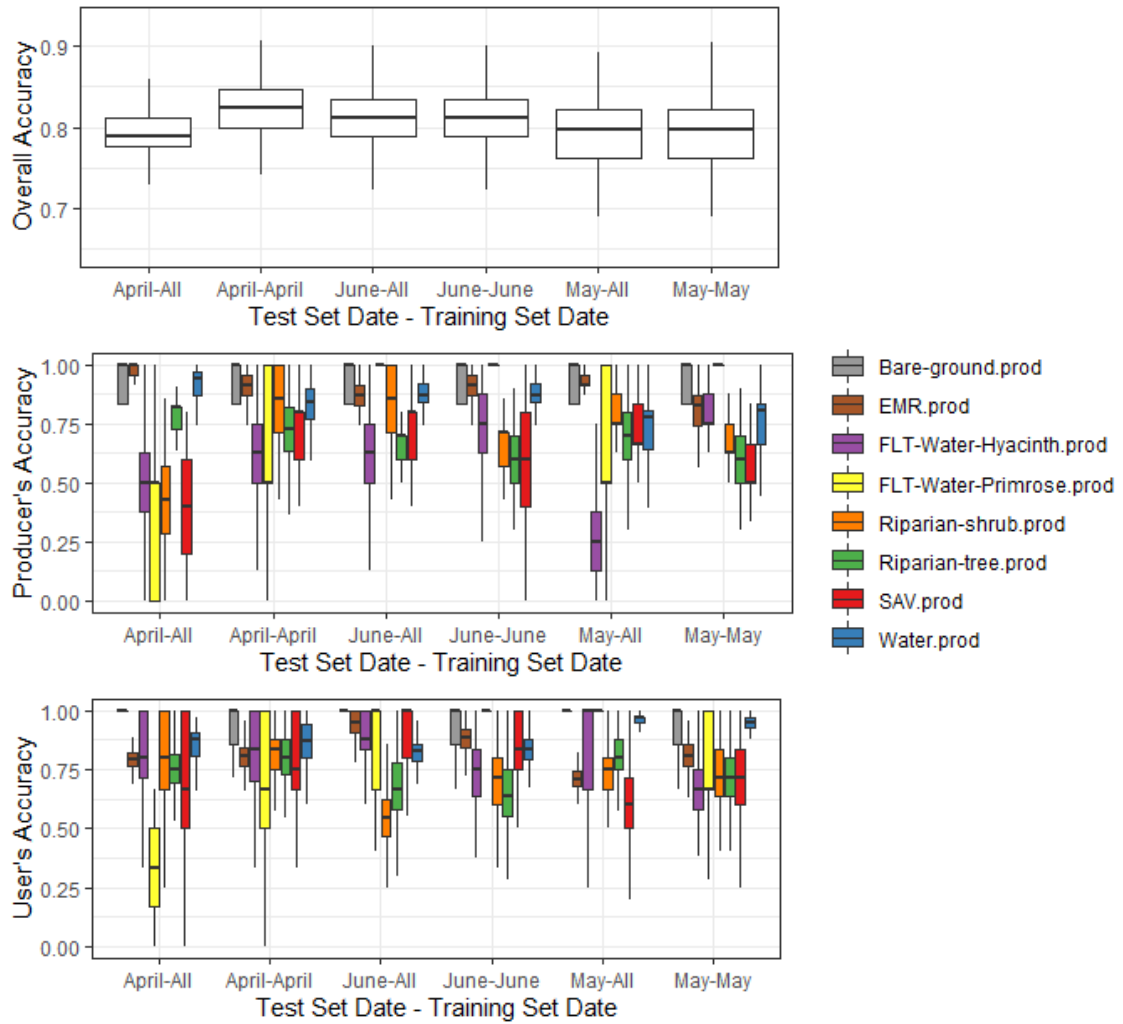 Overall Accuracy
0.9
0.8
0.7
April-All April-April June-All June-June May-All May-May
Test Set Date - Training Set Date
Producer's Accuracy
1.00
0.75
0.50
0.25
0.00
April-All April-April June-All June-June May-All May-May
Test Set Date - Training Set Date
Bare-ground.prod
EMR.prod
FLT-Water-Hyacinth.prod
FLT-Water-Primrose.prod
Riparian-shrub.prod
Riparian-tree.prod
SAV.prod
Water.prod
User's Accuracy
1.00
0.75
0.50
0.25
0.00
April-All April-April June-All June-June May-All May-May
Test Set Date - Training Set Date